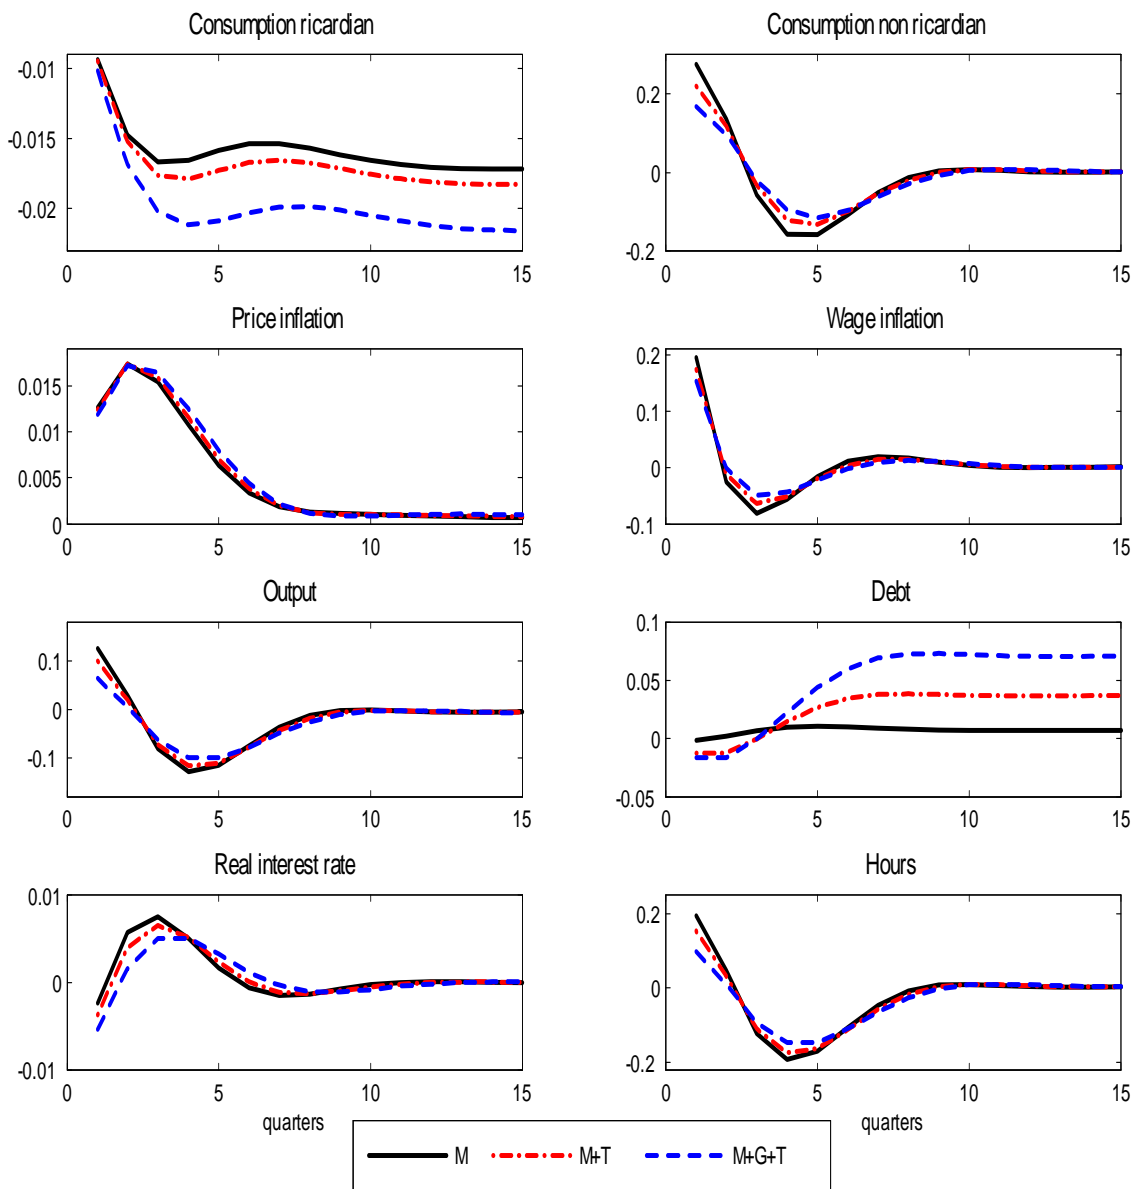 Consumption ricardian
Consumption non ricardian
-0.01
-0.015
-0.02
0 5 10 15
0.2
0
-0.2
0 5 10 15
Price inflation
Wage inflation
0.015
0.01
0.005
0
0 5 10 15
0.2
0.1
0
-0.1
0 5 10 15
Output
Debt
0.1
0
-0.1
0 5 10 15
0.1
0.05
0
-0.05
0 5 10 15
Real interest rate
Hours
0.01
0
-0.01
0 5 10 15
quarters
0.2
0
-0.2
0 5 10 15
quarters
M M+T M+G+T